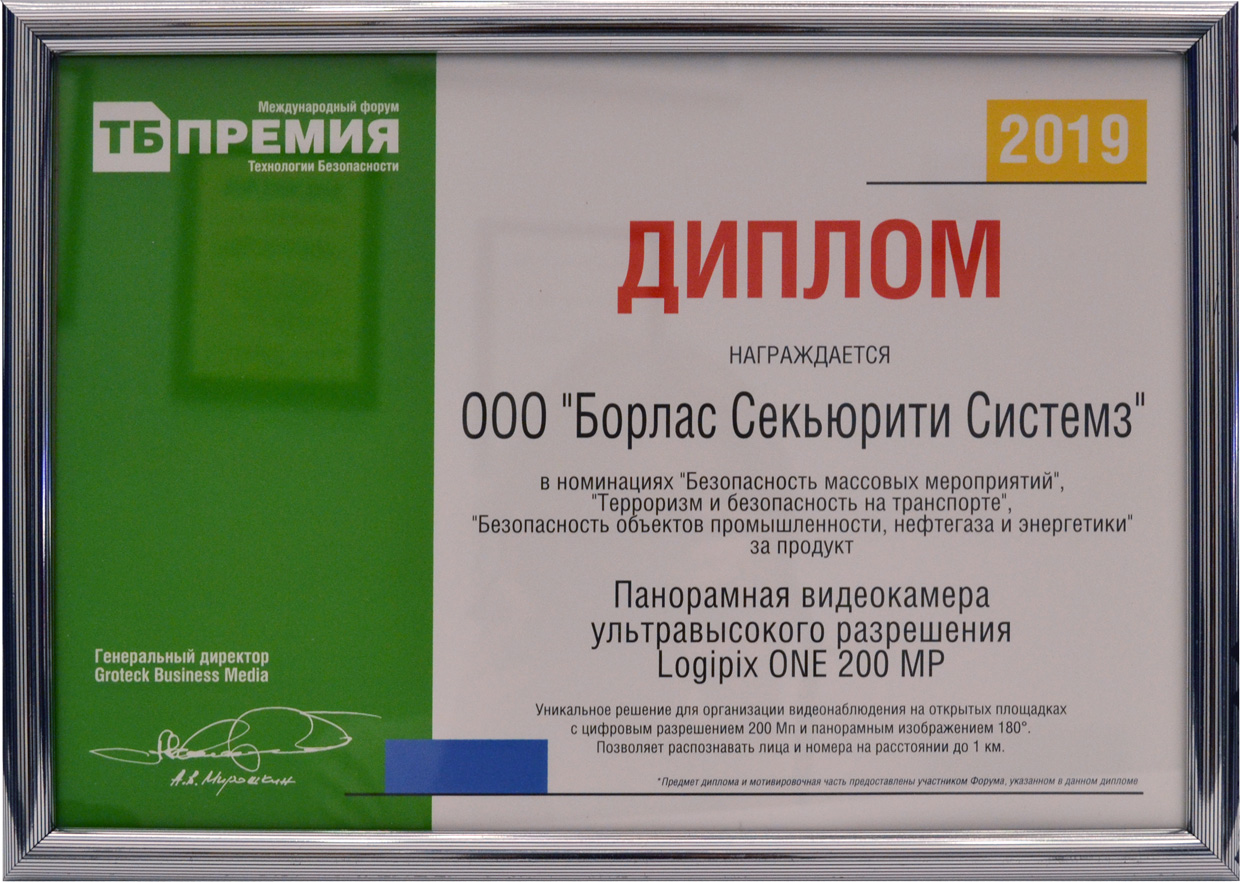 Международный форум
ТБ ПРЕМИЯ
Технологии Безопасности
2019
ДИПЛОМ
НАГРАЖДАЕТСЯ
ООО "Борлас Секьюрити Системз"
в номинациях "Безопасность массовых мероприятий",
"Терроризм и безопасность на транспорте",
"Безопасность объектов промышленности, нефтегаза и энергетики"
за продукт
Панорамная видеокамера
ультравысокого разрешения
Logipix ONE 200 MP
Уникальное решение для организации видеонаблюдения на открытых площадках
с цифровым разрешением 200 Мп и панорамным изображением 180°.
Позволяет распознавать лица и номера на расстоянии до 1 км.
*Предмет диплома и мотивировочная часть предоставлены участником Форума, указанном в данном дипломе
Генеральный директор
Groteck Business Media
А.В. Мирошкин